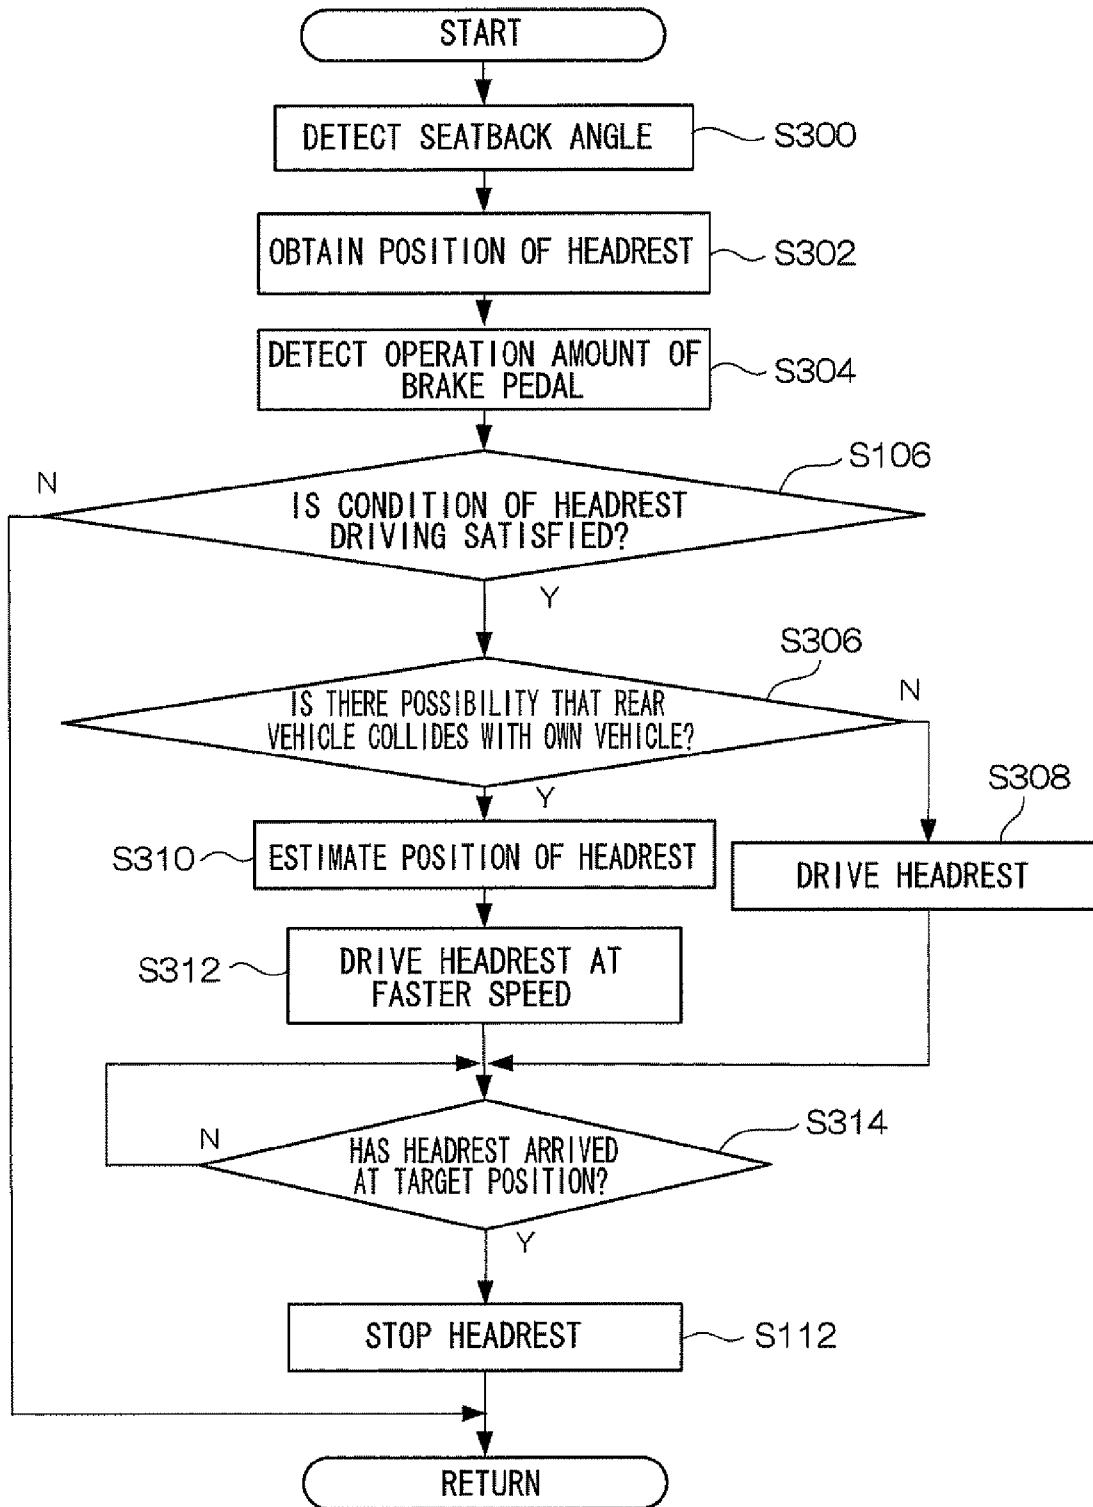 START
DETECT SEATBACK ANGLE
S300
OBTAIN POSITION OF HEADREST
S302
DETECT OPERATION AMOUNT OF
BRAKE PEDAL
S304
S106
N
IS CONDITION OF HEADREST
DRIVING SATISFIED?
Y
S306
N
IS THERE POSSIBILITY THAT REAR
VEHICLE COLLIDES WITH OWN VEHICLE?
Y
S308
S310
ESTIMATE POSITION OF HEADREST
DRIVE HEADREST
S312
DRIVE HEADREST AT
FASTER SPEED
S314
N
HAS HEADREST ARRIVED
AT TARGET POSITION?
Y
STOP HEADREST
S112
RETURN